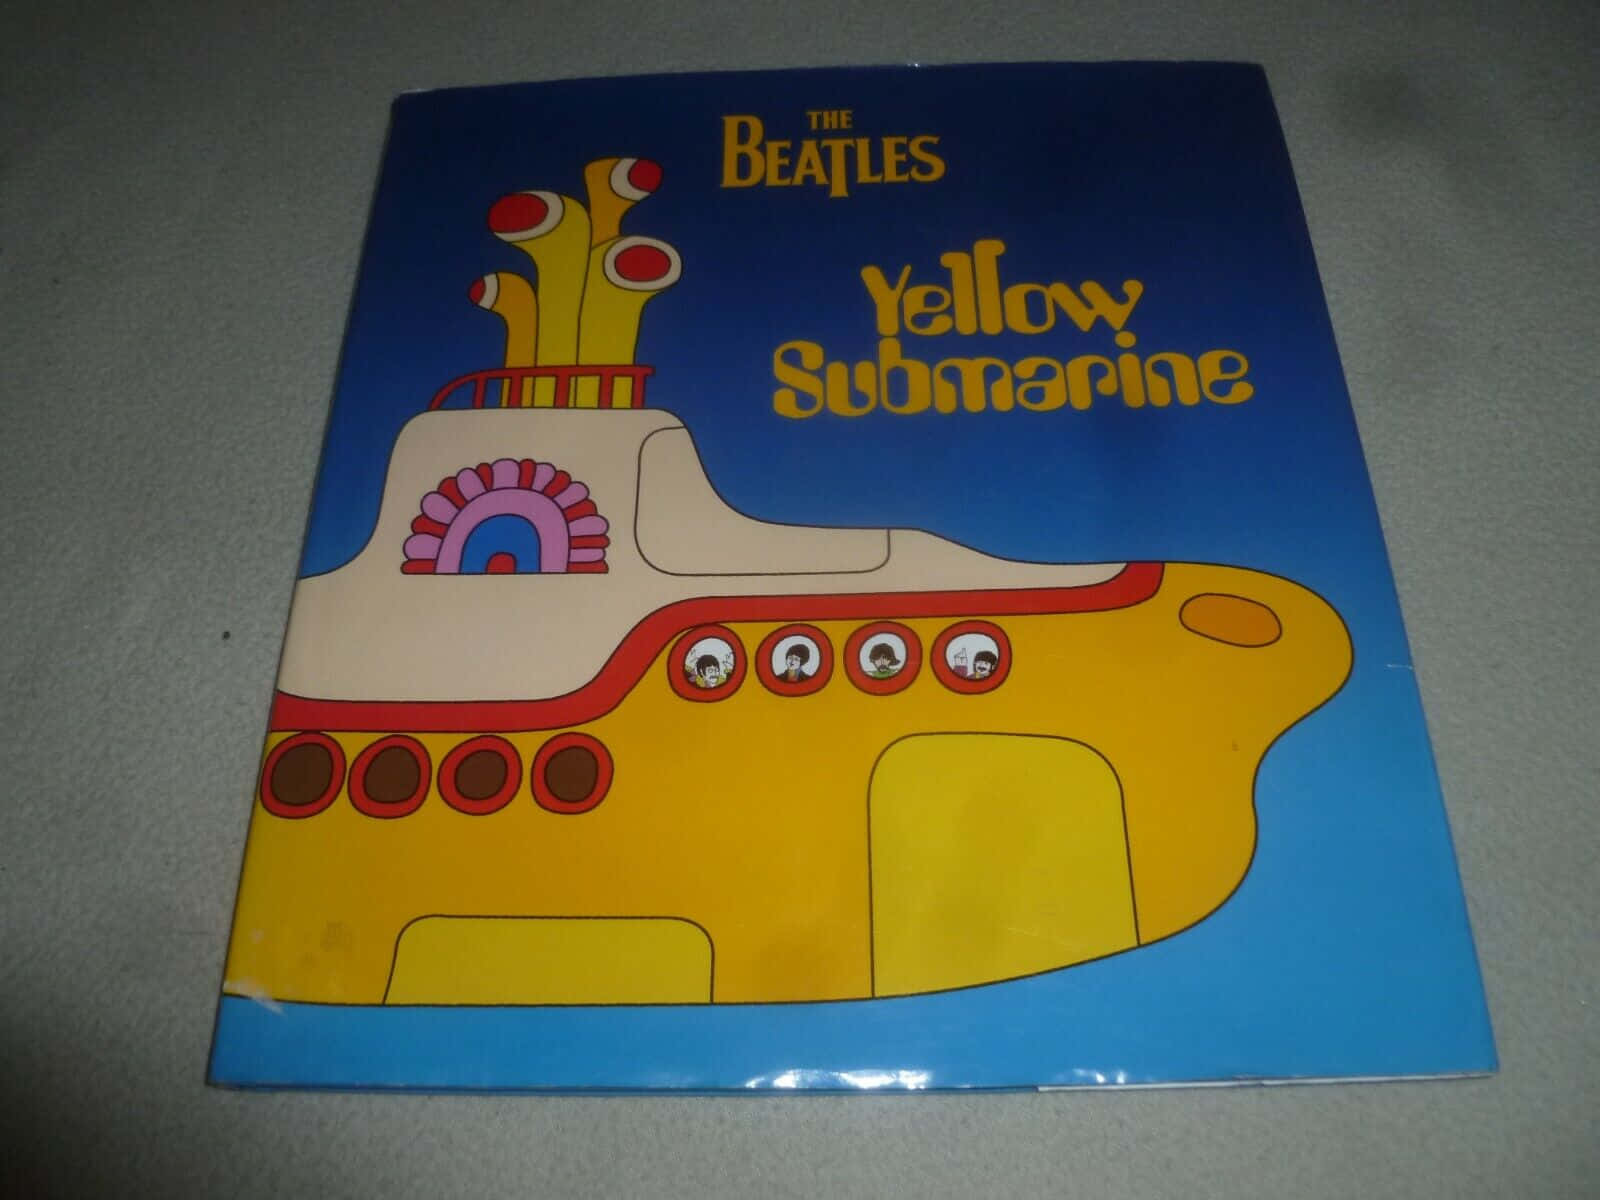 THE
BEATLES
Yellow
Submarine